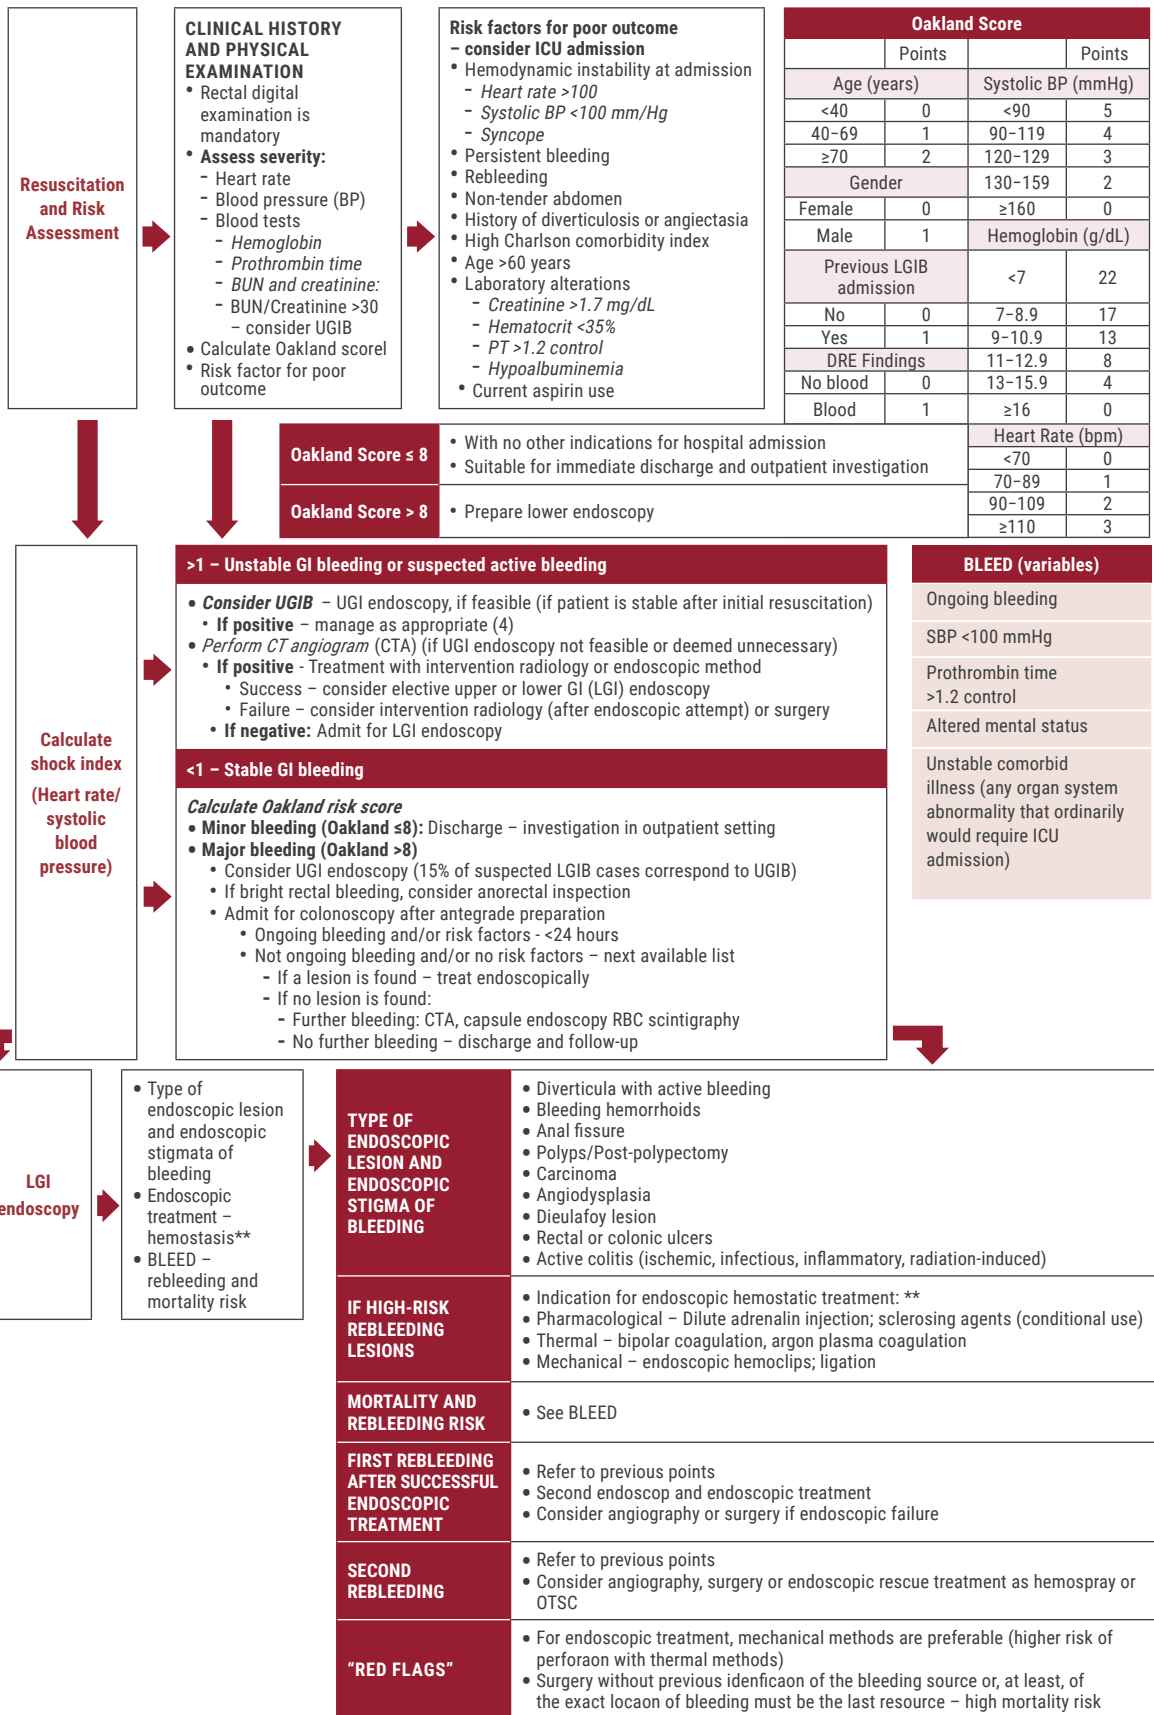 Resuscitation
and Risk
Assessment
CLINICAL HISTORY
AND PHYSICAL
EXAMINATION
• Rectal digital
examination is
mandatory
• Assess severity:
- Heart rate
- Blood pressure (BP)
- Blood tests
- Hemoglobin
- Prothrombin time
- BUN and creatinine:
- BUN/Creatinine >30
– consider UGIB
• Calculate Oakland scorel
• Risk factor for poor
outcome
Risk factors for poor outcome
– consider ICU admission
• Hemodynamic instability at admission
- Heart rate >100
- Systolic BP <100 mm/Hg
- Syncope
• Persistent bleeding
• Rebleeding
• Non-tender abdomen
• History of diverticulosis or angiectasia
• High Charlson comorbidity index
• Age >60 years
• Laboratory alterations
- Creatinine >1.7 mg/dL
- Hematocrit <35%
- PT >1.2 control
- Hypoalbuminemia
• Current aspirin use
Oakland Score
Points Points
Age (years) Systolic BP (mmHg)
<40 0 <90 5
40–69 1 90–119 4
≥70 2 120–129 3
Gender 130–159 2
Female 0 ≥160 0
Male 1 Hemoglobin (g/dL)
Previous LGIB
admission <7 22
No 0 7–8.9 17
Yes 1 9–10.9 13
DRE Findings 11–12.9 8
No blood 0 13–15.9 4
Blood 1 ≥16 0
Heart Rate (bpm)
<70 0
70–89 1
90–109 2
≥110 3
Oakland Score ≤ 8
• With no other indications for hospital admission
• Suitable for immediate discharge and outpatient investigation
Oakland Score > 8
• Prepare lower endoscopy
Calculate
shock index
(Heart rate/
systolic
blood
pressure)
>1 – Unstable GI bleeding or suspected active bleeding
• Consider UGIB – UGI endoscopy, if feasible (if patient is stable after initial resuscitation)
• If positive – manage as appropriate (4)
• Perform CT angiogram (CTA) (if UGI endoscopy not feasible or deemed unnecessary)
• If positive - Treatment with intervention radiology or endoscopic method
• Success – consider elective upper or lower GI (LGI) endoscopy
• Failure – consider intervention radiology (after endoscopic attempt) or surgery
• If negative: Admit for LGI endoscopy
<1 – Stable GI bleeding
Calculate Oakland risk score
• Minor bleeding (Oakland ≤8): Discharge – investigation in outpatient setting
• Major bleeding (Oakland >8)
• Consider UGI endoscopy (15% of suspected LGIB cases correspond to UGIB)
• If bright rectal bleeding, consider anorectal inspection
• Admit for colonoscopy after antegrade preparation
• Ongoing bleeding and/or risk factors - <24 hours
• Not ongoing bleeding and/or no risk factors – next available list
- If a lesion is found – treat endoscopically
- If no lesion is found:
- Further bleeding: CTA, capsule endoscopy RBC scintigraphy
- No further bleeding – discharge and follow-up
BLEED (variables)
Ongoing bleeding
SBP <100 mmHg
Prothrombin time
>1.2 control
Altered mental status
Unstable comorbid
illness (any organ system
abnormality that ordinarily
would require ICU
admission)
LGI
endoscopy
• Type of
endoscopic lesion
and endoscopic
stigmata of
bleeding
• Endoscopic
treatment –
hemostasis**
• BLEED –
rebleeding and
mortality risk
TYPE OF
ENDOSCOPIC
LESION AND
ENDOSCOPIC
STIGMA OF
BLEEDING
• Diverticula with active bleeding
• Bleeding hemorrhoids
• Anal fissure
• Polyps/Post-polypectomy
• Carcinoma
• Angiodysplasia
• Dieulafoy lesion
• Rectal or colonic ulcers
• Active colitis (ischemic, infectious, inflammatory, radiation-induced)
IF HIGH-RISK
REBLEEDING
LESIONS
• Indication for endoscopic hemostatic treatment: **
• Pharmacological – Dilute adrenalin injection; sclerosing agents (conditional use)
• Thermal – bipolar coagulation, argon plasma coagulation
• Mechanical – endoscopic hemoclips; ligation
MORTALITY AND
REBLEEDING RISK
• See BLEED
FIRST REBLEEDING
AFTER SUCCESSFUL
ENDOSCOPIC
TREATMENT
• Refer to previous points
• Second endoscop and endoscopic treatment
• Consider angiography or surgery if endoscopic failure
SECOND
REBLEEDING
• Refer to previous points
• Consider angiography, surgery or endoscopic rescue treatment as hemospray or
OTSC
“RED FLAGS”
• For endoscopic treatment, mechanical methods are preferable (higher risk of
perforaon with thermal methods)
• Surgery without previous idenficaon of the bleeding source or, at least, of
the exact locaon of bleeding must be the last resource – high mortality risk